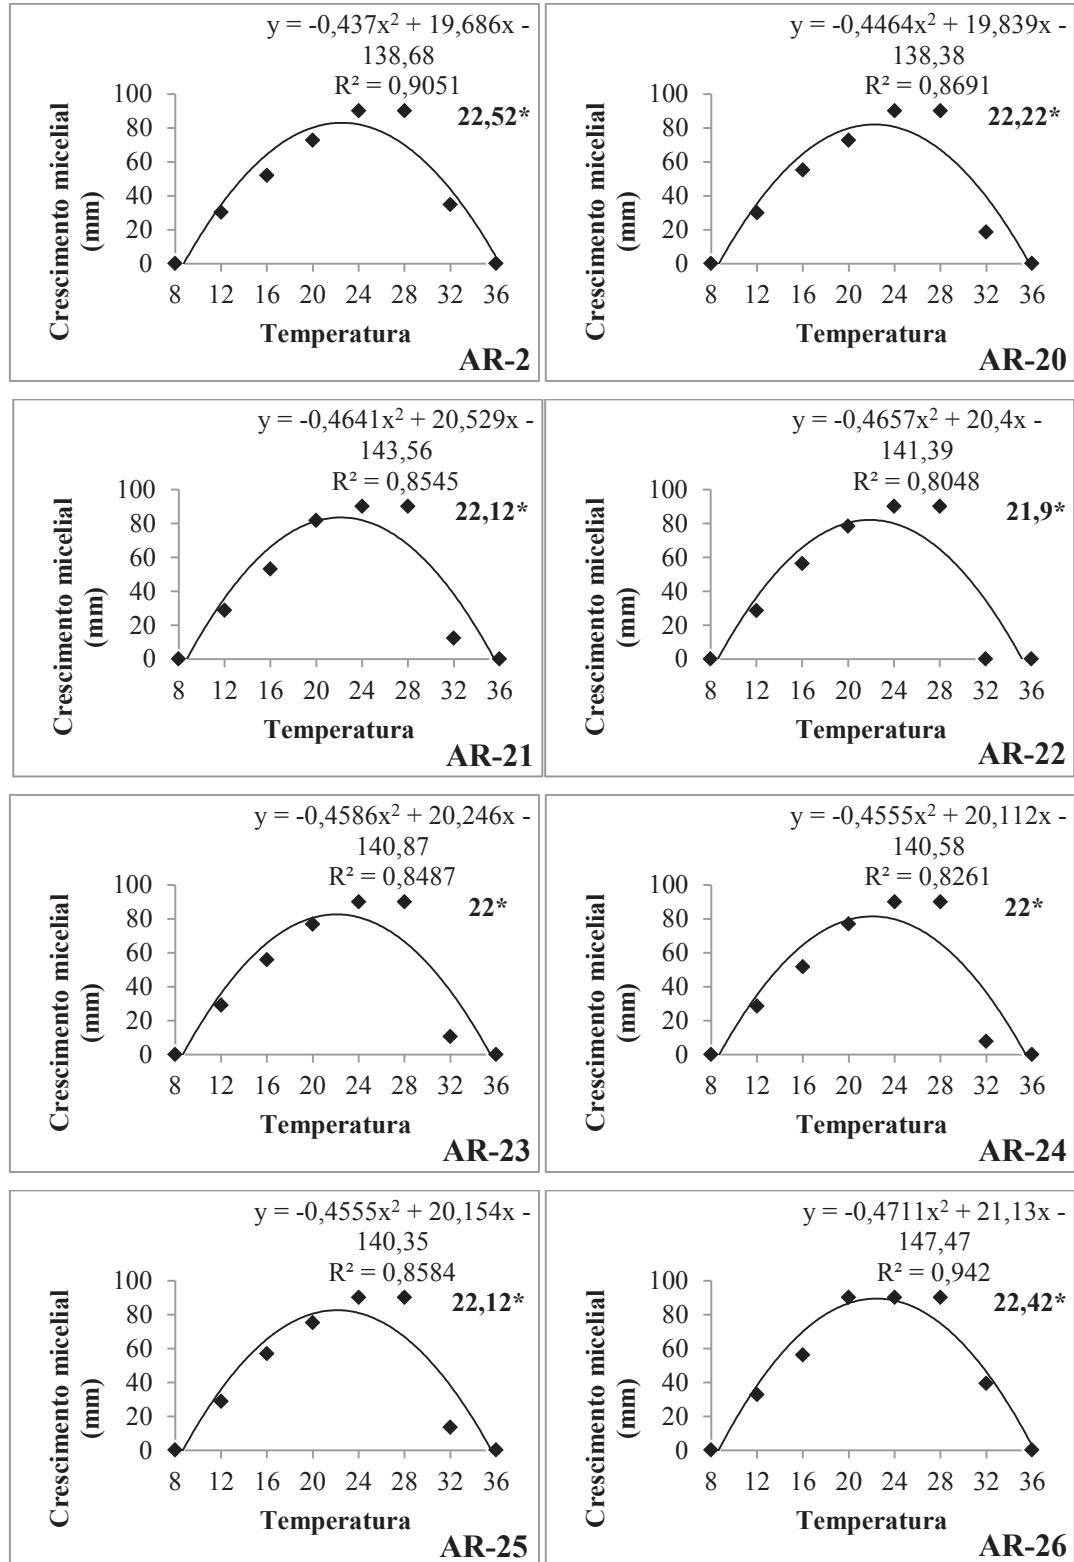 y = -0,437x² + 19,686x -
138,68
R² = 0,9051
22,52*
Crescimento micelial
(mm)
100
80
60
40
20
0
8 12 16 20 24 28 32 36
Temperatura
AR-2
y = -0,4464x² + 19,839x -
138,38
R² = 0,8691
22,22*
Crescimento micelial
(mm)
100
80
60
40
20
0
8 12 16 20 24 28 32 36
Temperatura
AR-20
y = -0,4641x² + 20,529x -
143,56
R² = 0,8545
22,12*
Crescimento micelial
(mm)
100
80
60
40
20
0
8 12 16 20 24 28 32 36
Temperatura
AR-21
y = -0,4657x² + 20,4x -
141,39
R² = 0,8048
21,9*
Crescimento micelial
(mm)
100
80
60
40
20
0
8 12 16 20 24 28 32 36
Temperatura
AR-22
y = -0,4586x² + 20,246x -
140,87
R² = 0,8487
22*
Crescimento micelial
(mm)
100
80
60
40
20
0
8 12 16 20 24 28 32 36
Temperatura
AR-23
y = -0,4555x² + 20,112x -
140,58
R² = 0,8261
22*
Crescimento micelial
(mm)
100
80
60
40
20
0
8 12 16 20 24 28 32 36
Temperatura
AR-24
y = -0,4555x² + 20,154x -
140,35
R² = 0,8584
22,12*
Crescimento micelial
(mm)
100
80
60
40
20
0
8 12 16 20 24 28 32 36
Temperatura
AR-25
y = -0,4711x² + 21,13x -
147,47
R² = 0,942
22,42*
Crescimento micelial
(mm)
100
80
60
40
20
0
8 12 16 20 24 28 32 36
Temperatura
AR-26